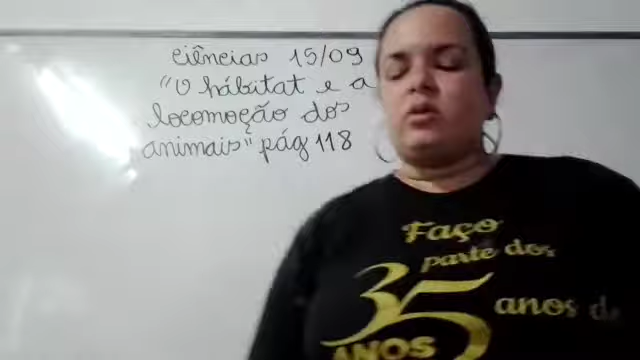 ciências 15/09
"O hábitat e a
locomoção dos
animais" pág 118
Faço
parte dos
35 anos de
ANOS